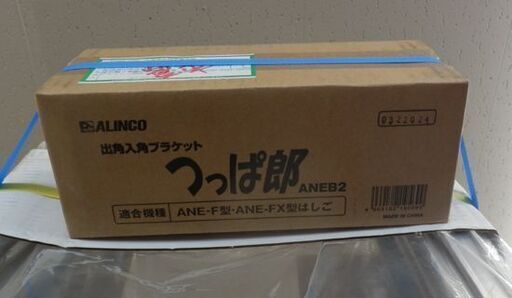 ALINCO
0322024
出角入角ブラケット
つっぱ郎 ANEB2
適合機種 ANE-F型・ANE-FX型はしご
MADE IN CHINA